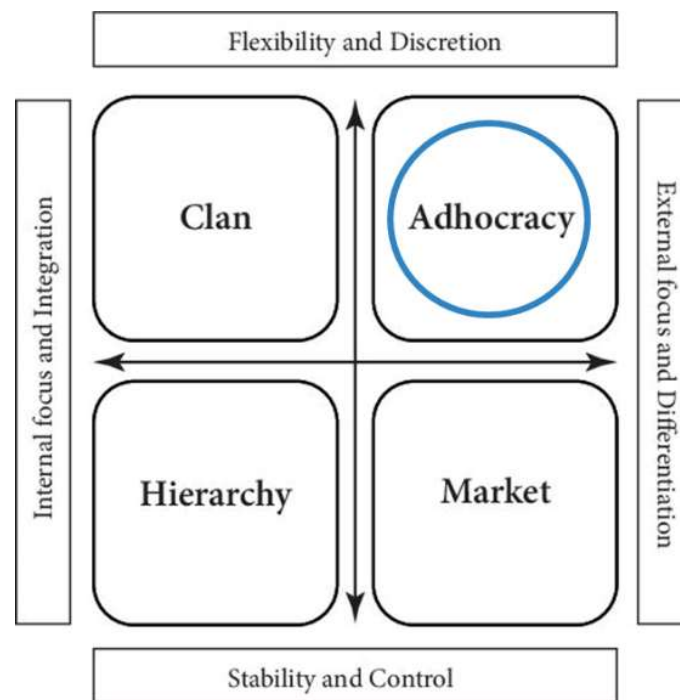 Flexibility and Discretion
Internal focus and Integration
Clan
Adhocracy
External focus and Differentiation
Hierarchy
Market
Stability and Control